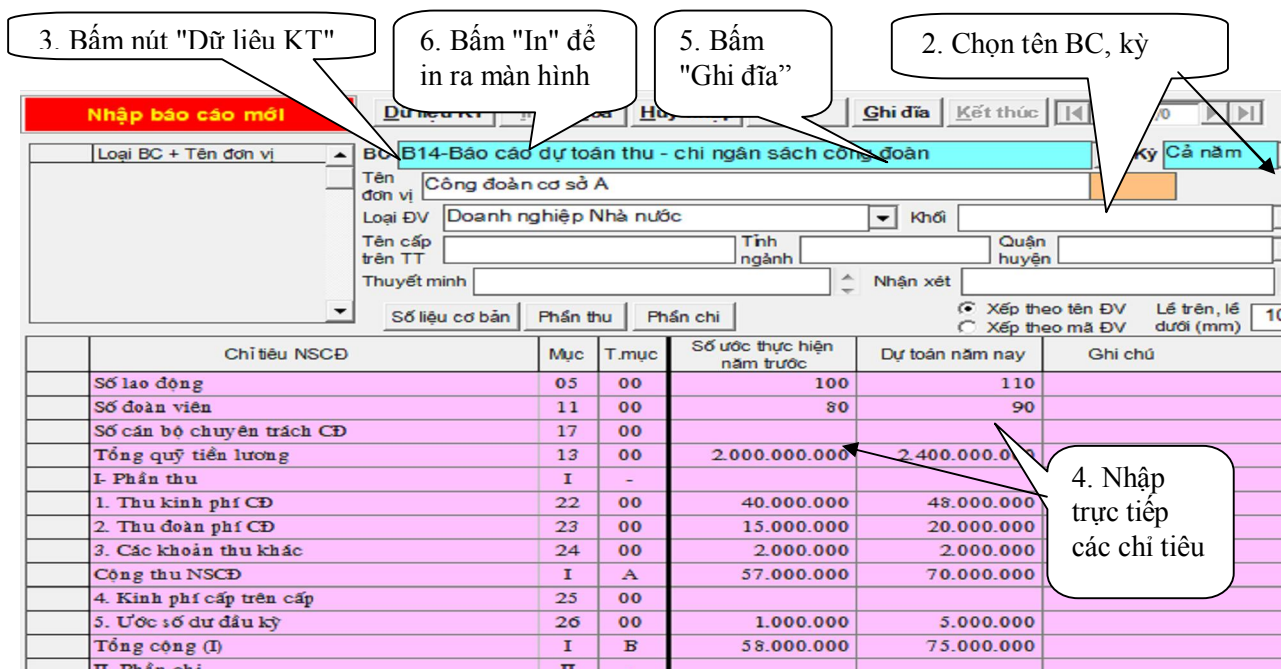 3. Bấm nút "Dữ liệu KT"
6. Bấm "In" để
in ra màn hình
5. Bấm
"Ghi đĩa”
2. Chọn tên BC, kỳ
Nhập báo cáo mới
Ghi đĩa Kết thúc
Loại BC + Tên đơn vị
BC B14-Báo cáo dự toán thu - chi ngân sách công đoàn Kỳ Cả năm
Tên
đơn vị Công đoàn cơ sở A
Loại ĐV Doanh nghiệp Nhà nước Khối
Tên cấp
trên TT Tỉnh
ngành Quận
huyện
Thuyết minh Nhận xét
Số liệu cơ bản Phần thu Phần chi
Xếp theo tên ĐV
Xếp theo mã ĐV
Lề trên, lề
dưới (mm) 10
Chỉ tiêu NSCĐ Mục T.mục Số ước thực hiện
năm trước Dự toán năm nay Ghi chú
Số lao động 05 00 100 110
Số đoàn viên 11 00 80 90
Số cán bộ chuyên trách CĐ 17 00
Tổng quỹ tiền lương 13 00 2.000.000.000 2.400.000.000
I- Phần thu I -
1. Thu kinh phí CĐ 22 00 40.000.000 48.000.000
2. Thu đoàn phí CĐ 23 00 15.000.000 20.000.000
3. Các khoản thu khác 24 00 2.000.000 2.000.000
Cộng thu NSCĐ I A 57.000.000 70.000.000
4. Kinh phí cấp trên cấp 25 00
5. Ước số dư đầu kỳ 26 00 1.000.000 5.000.000
Tổng cộng (I) I B 58.000.000 75.000.000
II- Phần chi II -
4. Nhập
trực tiếp
các chỉ tiêu